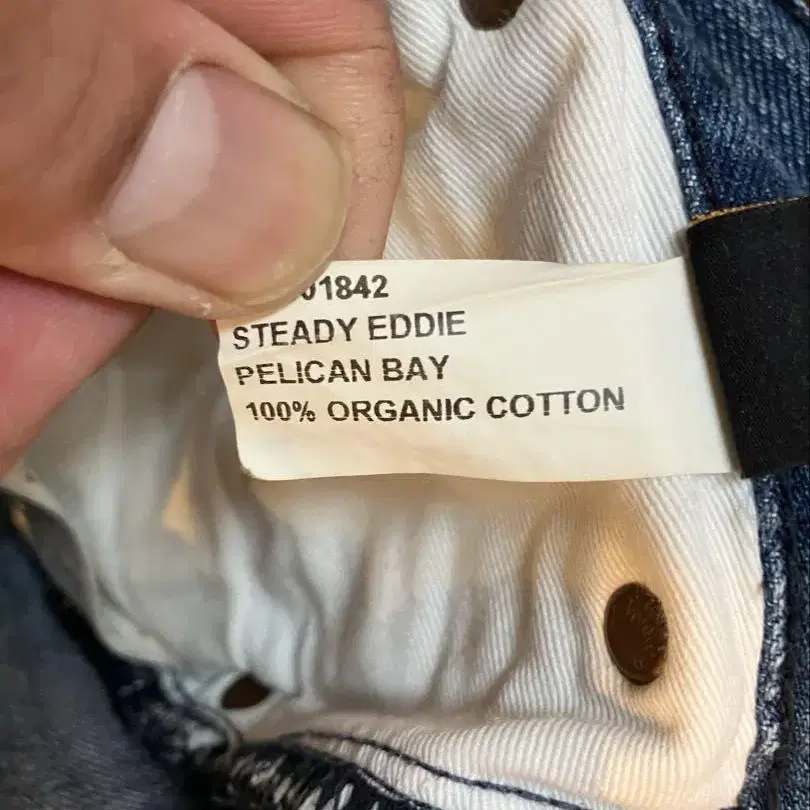 01842
STEADY EDDIE
PELICAN BAY
100% ORGANIC COTTON